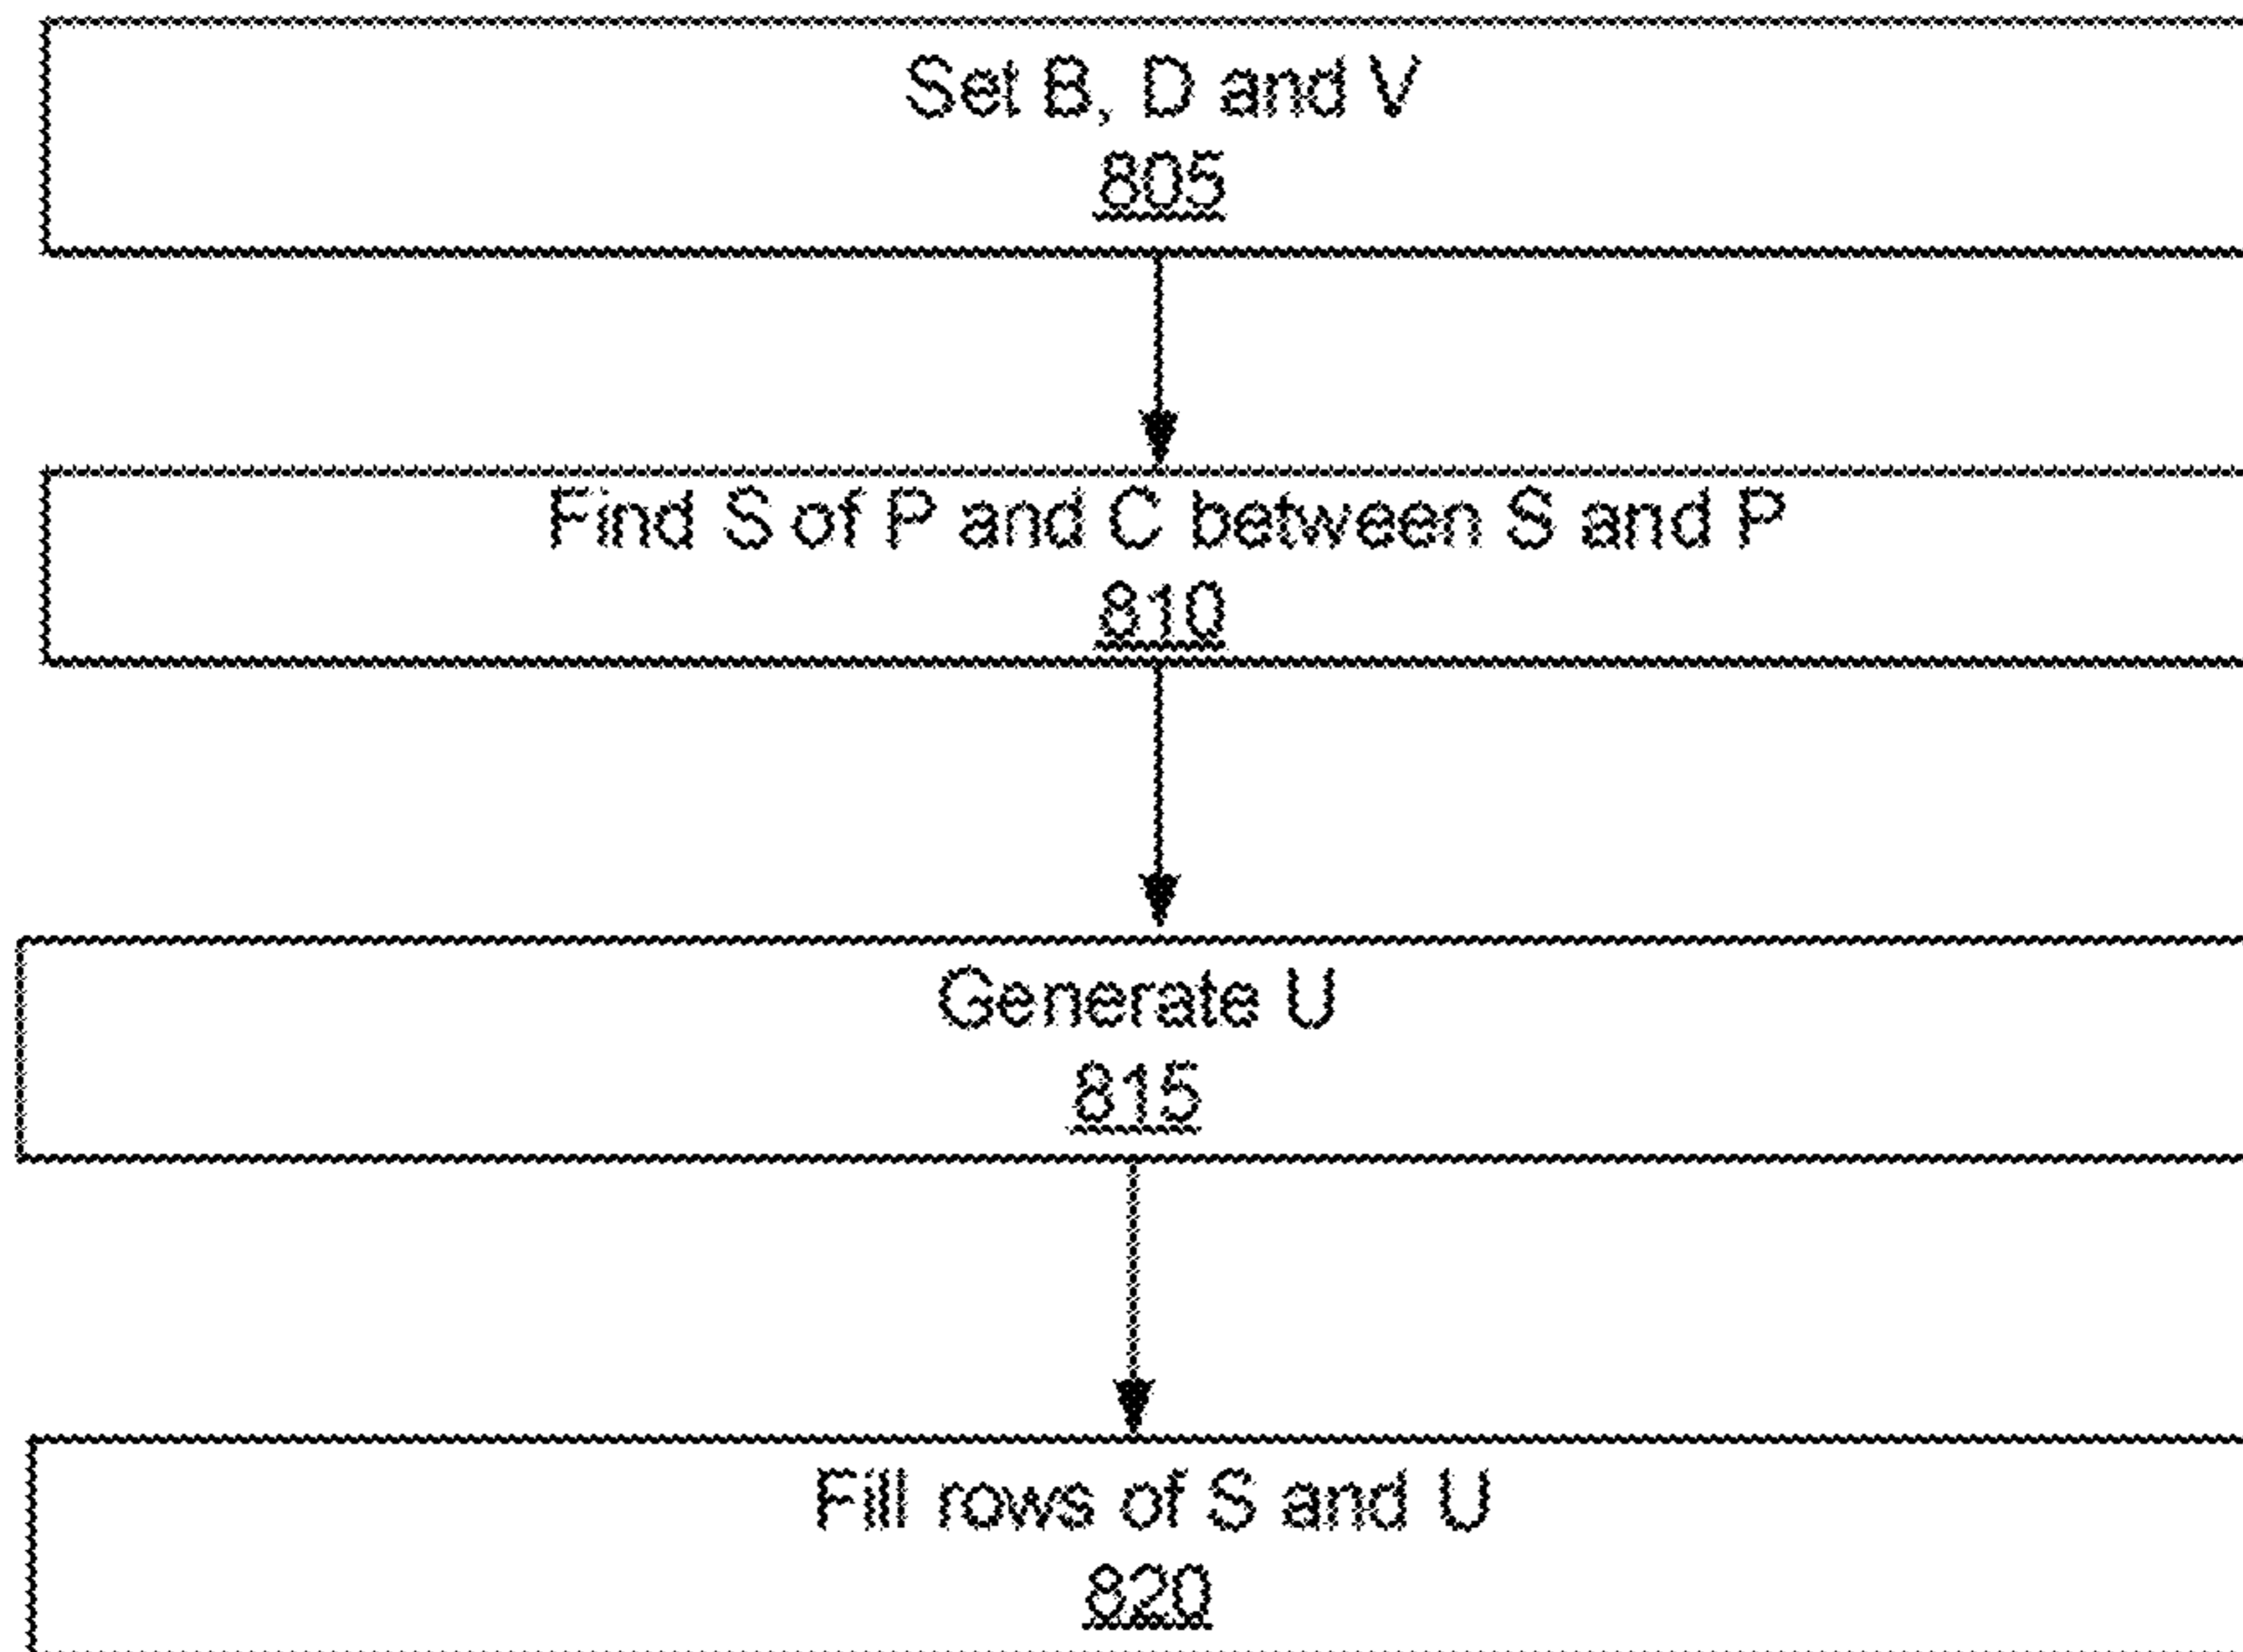 Set B, D and V
805
Find S of P and C between S and P
810
Generate U
815
Fill rows of S and U
820